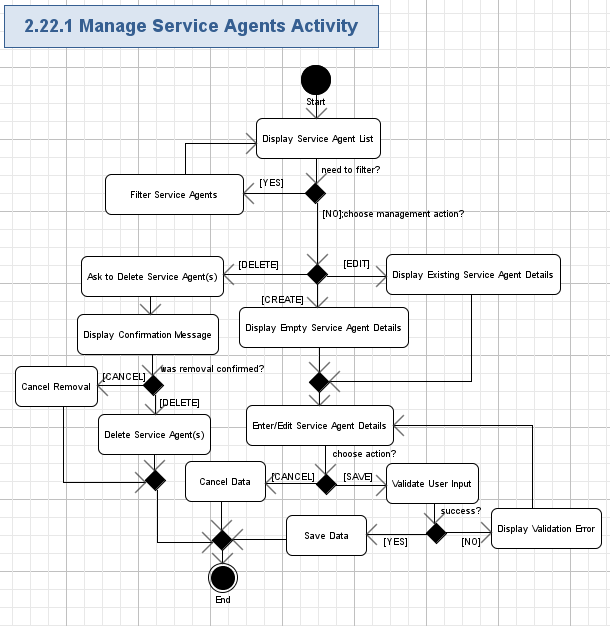 2.22.1 Manage Service Agents Activity
Start
Display Service Agent List
need to filter?
[YES]
Filter Service Agents
[NO];choose management action?
[DELETE]
[EDIT]
Ask to Delete Service Agent(s)
Display Existing Service Agent Details
[CREATE]
Display Confirmation Message
Display Empty Service Agent Details
was removal confirmed?
[CANCEL]
Cancel Removal
[DELETE]
Enter/Edit Service Agent Details
Delete Service Agent(s)
choose action?
Cancel Data
[CANCEL]
[SAVE]
Validate User Input
success?
Save Data
[YES]
[NO]
Display Validation Error
End